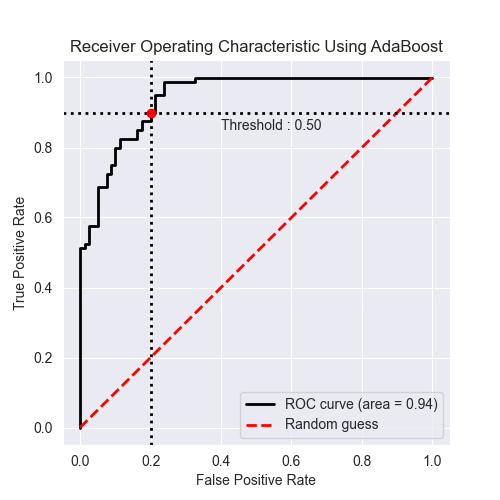 Receiver Operating Characteristic Using AdaBoost
True Positive Rate
1.0
0.8
0.6
0.4
0.2
0.0
Threshold : 0.50
ROC curve (area = 0.94)
Random guess
0.0 0.2 0.4 0.6 0.8 1.0
False Positive Rate